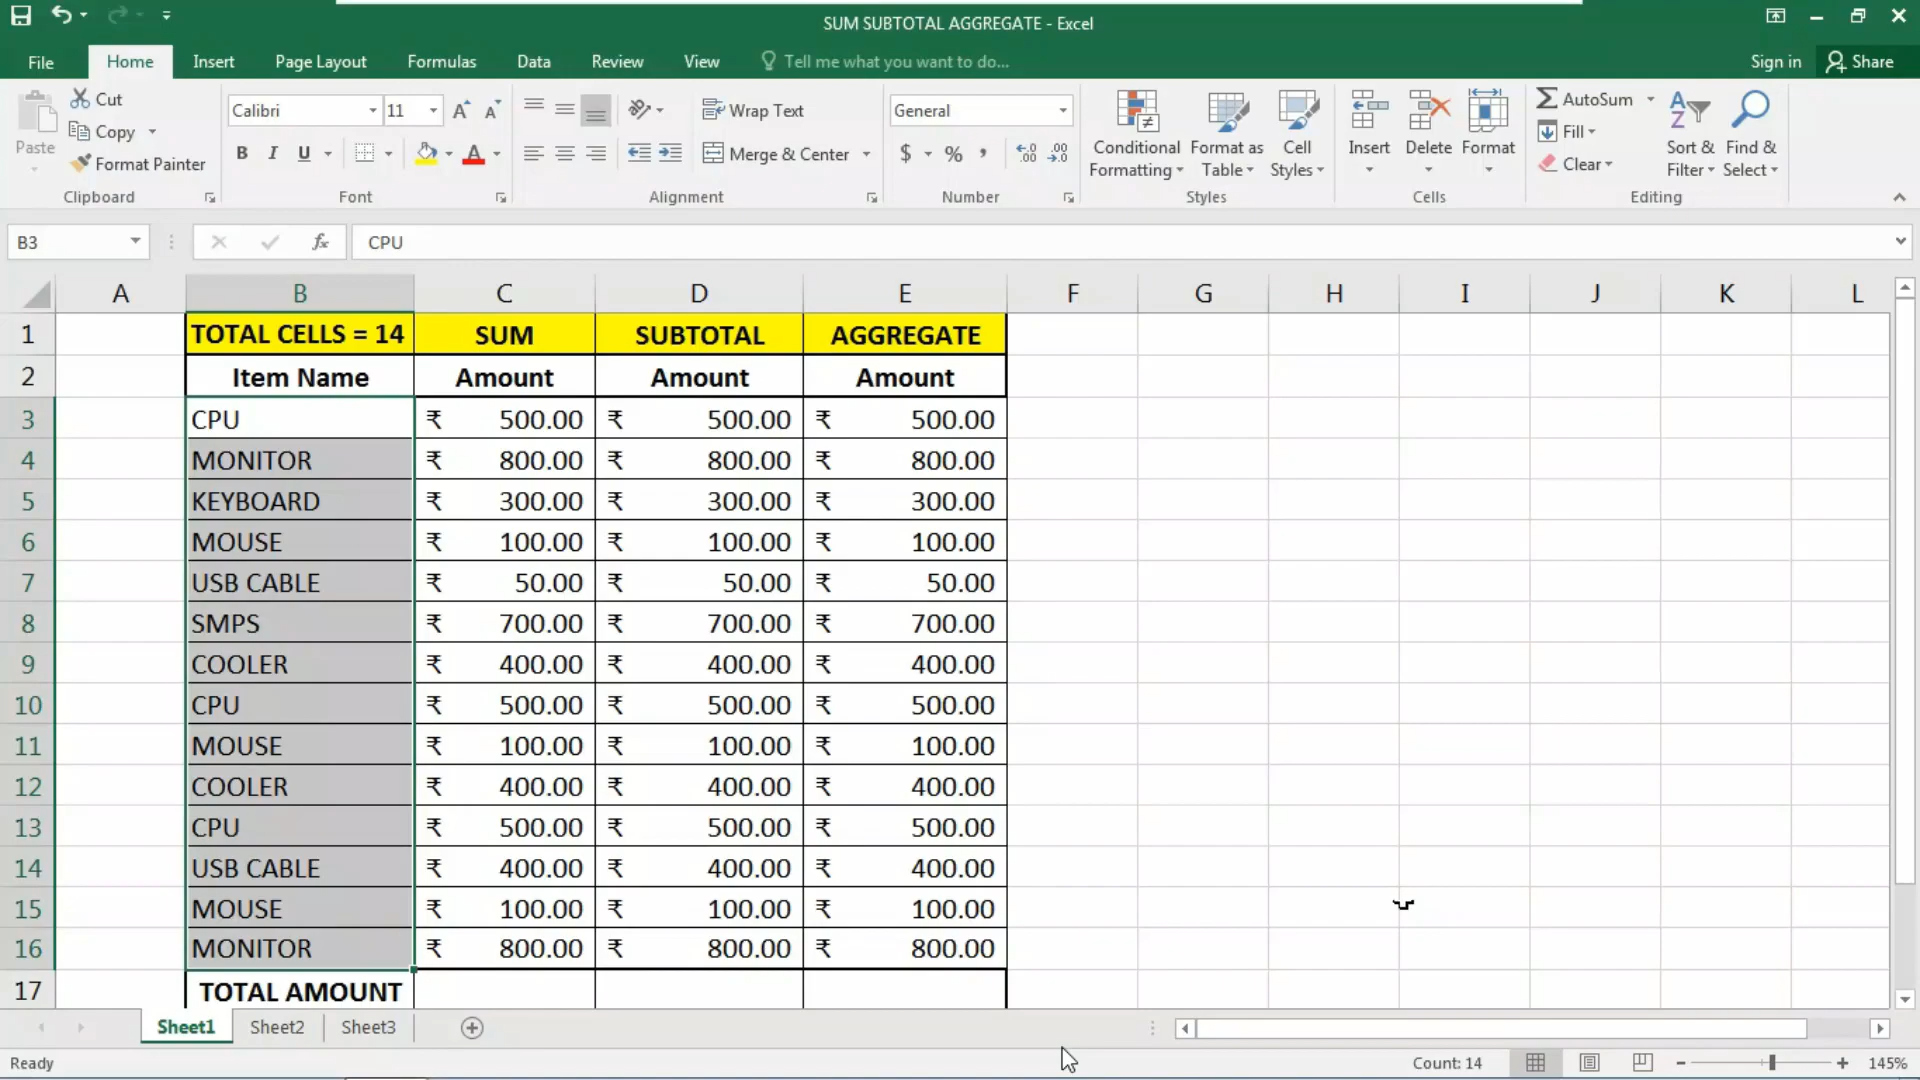 SUM SUBTOTAL AGGREGATE - Excel
File Home Insert Page Layout Formulas Data Review View Tell me what you want to do... Sign in Share
Paste Cut Copy Format Painter Clipboard
Calibri 11 B I U A A A Font
Wrap Text Merge & Center Alignment
General $ % , .00 .0 Number
Conditional Formatting Format as Table Cell Styles Styles
Insert Delete Format Cells
AutoSum Fill Clear Sort & Filter Find & Select Editing
B3 fx CPU
A B C D E F G H I J K L
1 TOTAL CELLS = 14 SUM SUBTOTAL AGGREGATE
2 Item Name Amount Amount Amount
3 CPU ₹ 500.00 ₹ 500.00 ₹ 500.00
4 MONITOR ₹ 800.00 ₹ 800.00 ₹ 800.00
5 KEYBOARD ₹ 300.00 ₹ 300.00 ₹ 300.00
6 MOUSE ₹ 100.00 ₹ 100.00 ₹ 100.00
7 USB CABLE ₹ 50.00 ₹ 50.00 ₹ 50.00
8 SMPS ₹ 700.00 ₹ 700.00 ₹ 700.00
9 COOLER ₹ 400.00 ₹ 400.00 ₹ 400.00
10 CPU ₹ 500.00 ₹ 500.00 ₹ 500.00
11 MOUSE ₹ 100.00 ₹ 100.00 ₹ 100.00
12 COOLER ₹ 400.00 ₹ 400.00 ₹ 400.00
13 CPU ₹ 500.00 ₹ 500.00 ₹ 500.00
14 USB CABLE ₹ 400.00 ₹ 400.00 ₹ 400.00
15 MOUSE ₹ 100.00 ₹ 100.00 ₹ 100.00
16 MONITOR ₹ 800.00 ₹ 800.00 ₹ 800.00
17 TOTAL AMOUNT
Sheet1 Sheet2 Sheet3
Ready Count: 14 145%